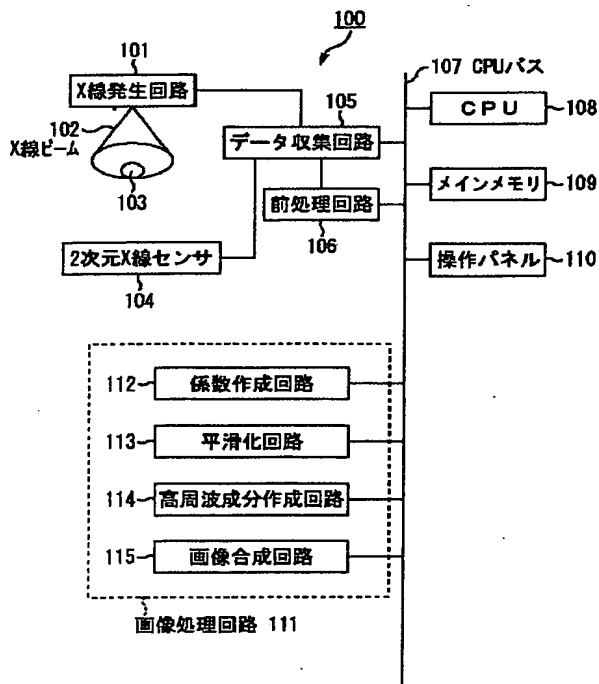 100
101
107 CPUバス
X線発生回路
105
CPU
108
102
X線ビーム
データ収集回路
103
前処理回路
メインメモリ
109
106
2次元X線センサ
104
操作パネル
110
112
係数作成回路
113
平滑化回路
114
高周波成分作成回路
115
画像合成回路
画像処理回路 111